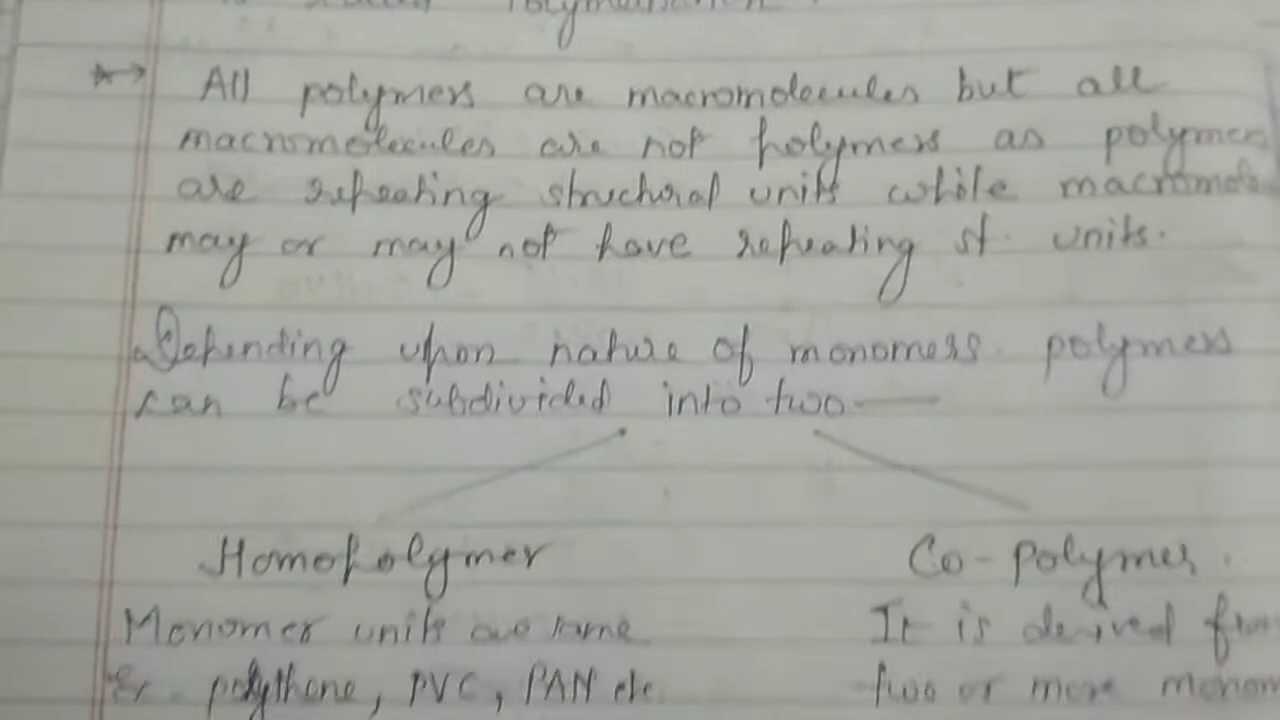 All polymers are macromolecules but all
macromolecules are not polymers as polymer
are repeating structural units while macromole
may or may not have repeating st. units.
Depending upon nature of monomers. polymers
can be subdivided into two—
Homopolymer Co-polymer.
Monomer units are same It is derived from
Ex. polythene, PVC, PAN etc. two or more monom